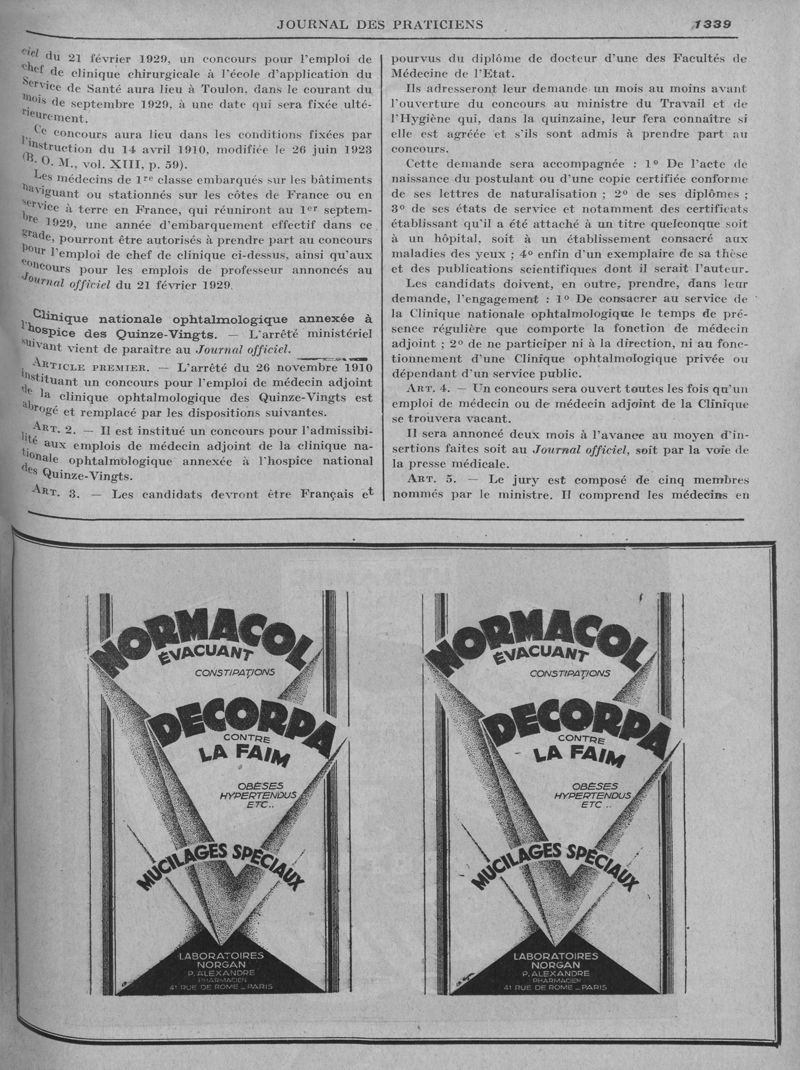 JOURNAL DES PRATICIENS 1339
ciel du 21 février 1929, un concours pour l'emploi de
chef de clinique chirurgicale à l'école d'application du
Service de Santé aura lieu à Toulon, dans le courant du
mois de septembre 1929, à une date qui sera fixée ulté-
rieurement.
Ce concours aura lieu dans les conditions fixées par
l'instruction du 14 avril 1910, modifiée le 26 juin 1923
(B. O. M., vol. XIII, p. 59).
Les médecins de 1re classe embarqués sur les bâtiments
naviguant ou stationnés sur les côtes de France ou en
service à terre en France, qui réuniront au 1er septem-
bre 1929, une année d'embarquement effectif dans ce
grade, pourront être autorisés à prendre part au concours
pour l'emploi de chef de clinique ci-dessus, ainsi qu'aux
concours pour les emplois de professeur annoncés au
Journal officiel du 21 février 1929.
Clinique nationale ophtalmologique annexée à
l'hospice des Quinze-Vingts. — L'arrêté ministériel
suivant vient de paraître au Journal officiel.
ARTICLE PREMIER. — L'arrêté du 26 novembre 1910
instituant un concours pour l'emploi de médecin adjoint
de la clinique ophtalmologique des Quinze-Vingts est
abrogé et remplacé par les dispositions suivantes.
ART. 2. — Il est institué un concours pour l'admissibi-
lité aux emplois de médecin adjoint de la clinique na-
tionale ophtalmologique annexée à l'hospice national
des Quinze-Vingts.
ART. 3. — Les candidats devront être Français et
pourvus du diplôme de docteur d'une des Facultés de
Médecine de l'Etat.
Ils adresseront leur demande un mois au moins avant
l'ouverture du concours au ministre du Travail et de
l'Hygiène qui, dans la quinzaine, leur fera connaître si
elle est agréée et s'ils sont admis à prendre part au
concours.
Cette demande sera accompagnée : 1º De l'acte de
naissance du postulant ou d'une copie certifiée conforme
de ses lettres de naturalisation ; 2º de ses diplômes ;
3º de ses états de service et notamment des certificats
établissant qu'il a été attaché à un titre quelconque soit
à un hôpital, soit à un établissement consacré aux
maladies des yeux ; 4º enfin d'un exemplaire de sa thèse
et des publications scientifiques dont il serait l'auteur.
Les candidats doivent, en outre, prendre, dans leur
demande, l'engagement : 1º De consacrer au service de
la Clinique nationale ophtalmologique le temps de pré-
sence régulière que comporte la fonction de médecin
adjoint ; 2º de ne participer ni à la direction, ni au fonc-
tionnement d'une Clinique ophtalmologique privée ou
dépendant d'un service public.
ART. 4. — Un concours sera ouvert toutes les fois qu'un
emploi de médecin ou de médecin adjoint de la Clinique
se trouvera vacant.
Il sera annoncé deux mois à l'avance au moyen d'in-
sertions faites soit au Journal officiel, soit par la voie de
la presse médicale.
ART. 5. — Le jury est composé de cinq membres
nommés par le ministre. Il comprend les médecins en
NORMACOL
ÉVACUANT
CONSTIPATIONS
DECORPA
CONTRE
LA FAIM
OBÈSES
HYPERTENDUS
ETC..
MUCILAGES SPÉCIAUX
LABORATOIRES
NORGAN
P. ALEXANDRE
PHARMACIEN
41 RUE DE ROME _ PARIS
NORMACOL
ÉVACUANT
CONSTIPATIONS
DECORPA
CONTRE
LA FAIM
OBÈSES
HYPERTENDUS
ETC ..
MUCILAGES SPÉCIAUX
LABORATOIRES
NORGAN
P. ALEXANDRE
PHARMACIEN
41 RUE DE ROME _ PARIS